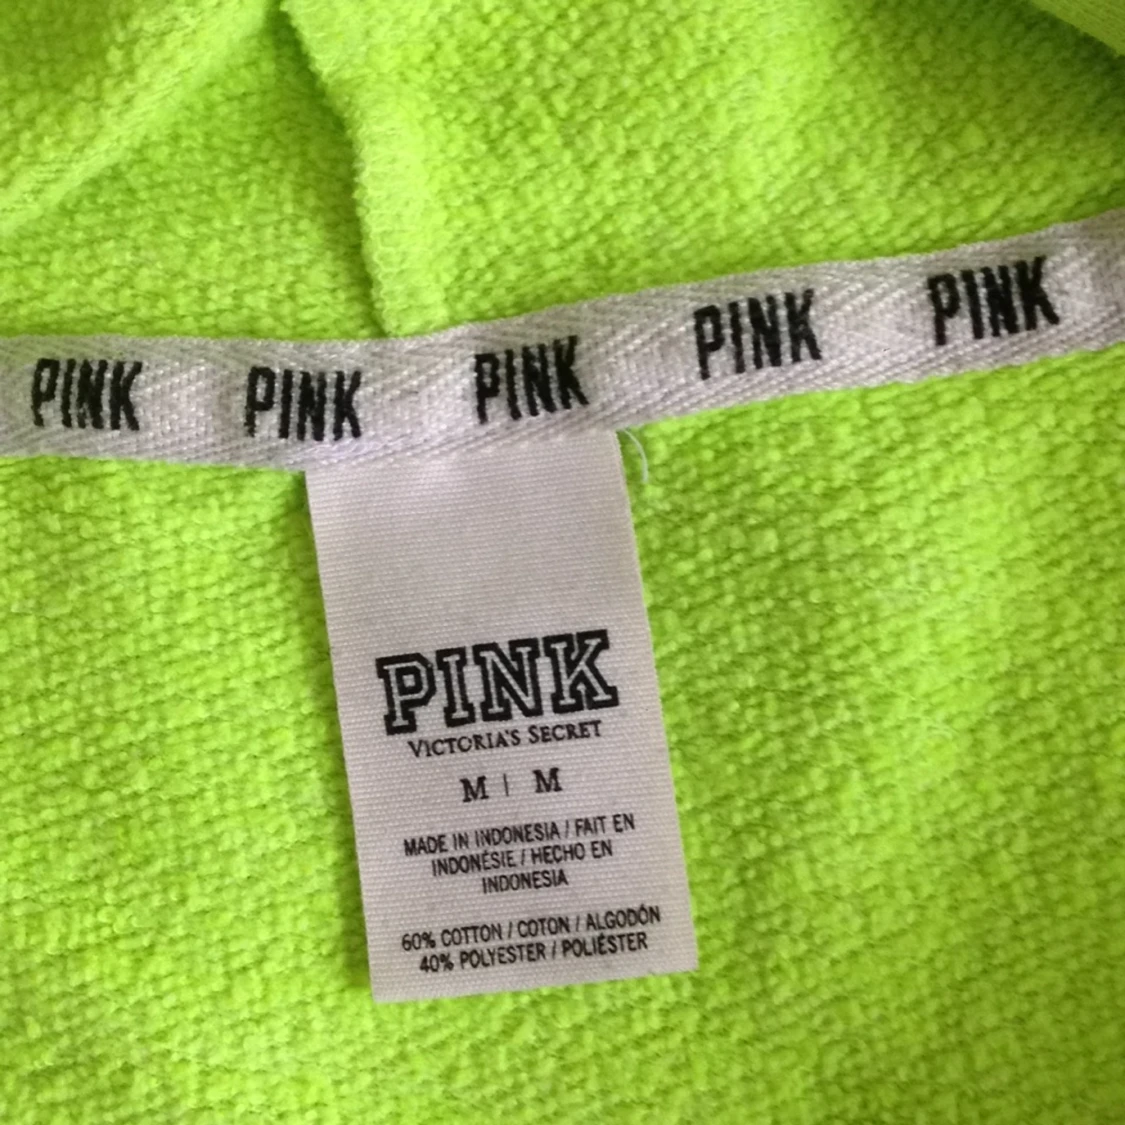 PINK PINK PINK PINK PINK
PINK
VICTORIA'S SECRET
M | M
MADE IN INDONESIA / FAIT EN
INDONÉSIE / HECHO EN
INDONESIA
60% COTTON / COTON / ALGODÓN
40% POLYESTER / POLIÉSTER